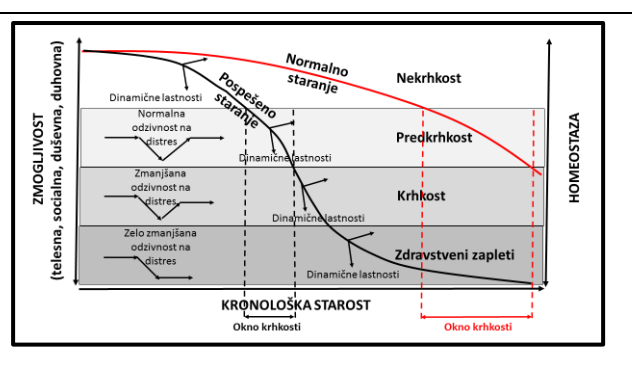 ZMOGLJIVOST
(telesna, socialna, duševna, duhovna)
Normalno
staranje
Nekrhkost
Pospešeno
staranje
Dinamične lastnosti
Normalna
odzivnost na
distres
Predkrhkost
Dinamične lastnosti
Zmanjšana
odzivnost na
distres
Krhkost
Dinamične lastnosti
Zelo zmanjšana
odzivnost na
distres
Zdravstveni zapleti
Dinamične lastnosti
HOMEOSTAZA
KRONOLOŠKA STAROST
Okno krhkosti
Okno krhkosti